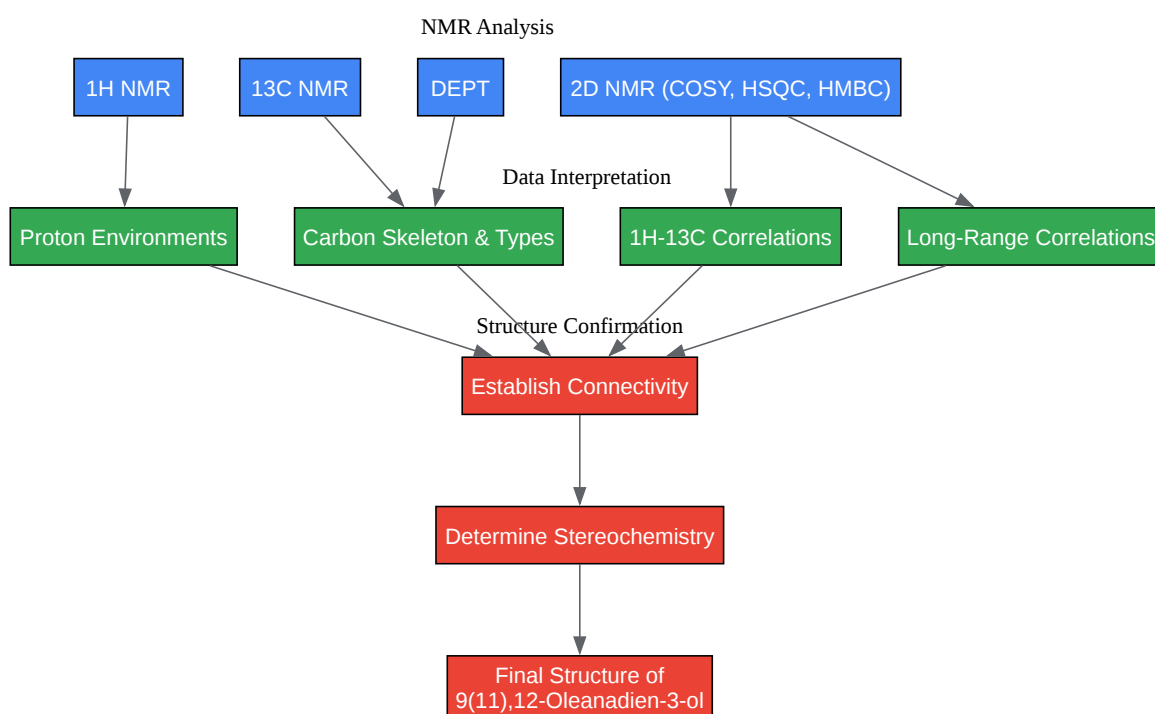 NMR Analysis
1H NMR
13C NMR
DEPT
2D NMR (COSY, HSQC, HMBC)
Data Interpretation
Proton Environments
Carbon Skeleton & Types
1H-13C Correlations
Long-Range Correlations
Structure Confirmation
Establish Connectivity
Determine Stereochemistry
Final Structure of
9(11),12-Oleanadien-3-ol